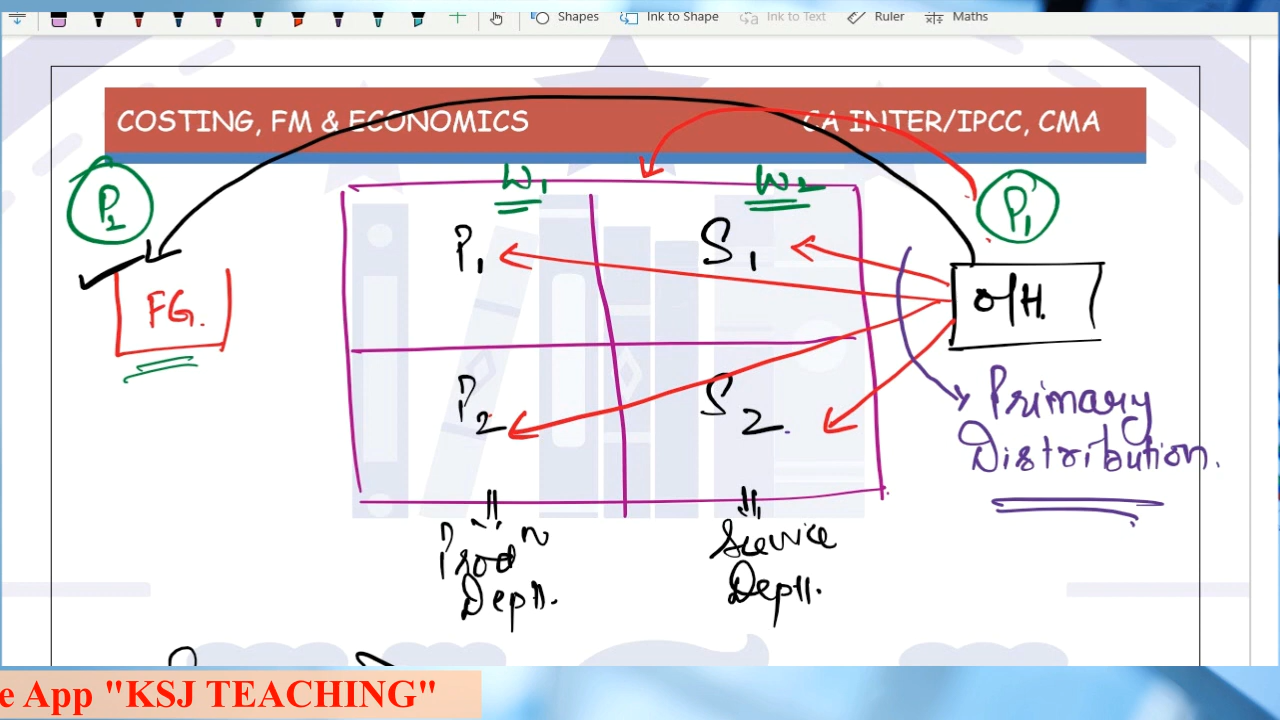 Shapes Ink to Shape Ink to Text Ruler Maths
COSTING, FM & ECONOMICS CA INTER/IPCC, CMA
W1 W2
P1
P1
P1 S1
FG. O/H.
P2 S2
Primary
Distribution.
Prodn
Deptt.
Service
Deptt.
e App "KSJ TEACHING"